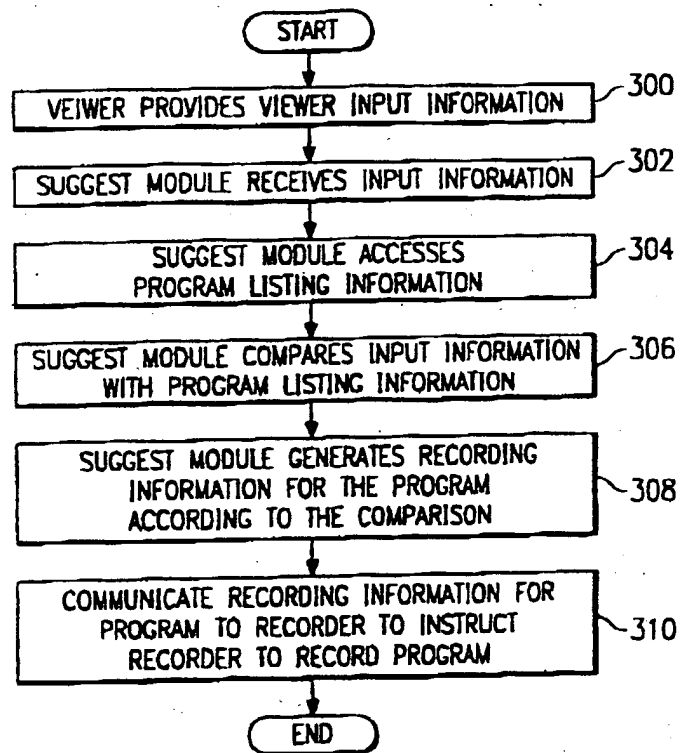 START
VEIWER PROVIDES VIEWER INPUT INFORMATION
300
SUGGEST MODULE RECEIVES INPUT INFORMATION
302
SUGGEST MODULE ACCESSES
PROGRAM LISTING INFORMATION
304
SUGGEST MODULE COMPARES INPUT INFORMATION
WITH PROGRAM LISTING INFORMATION
306
SUGGEST MODULE GENERATES RECORDING
INFORMATION FOR THE PROGRAM
ACCORDING TO THE COMPARISON
308
COMMUNICATE RECORDING INFORMATION FOR
PROGRAM TO RECORDER TO INSTRUCT
RECORDER TO RECORD PROGRAM
310
END